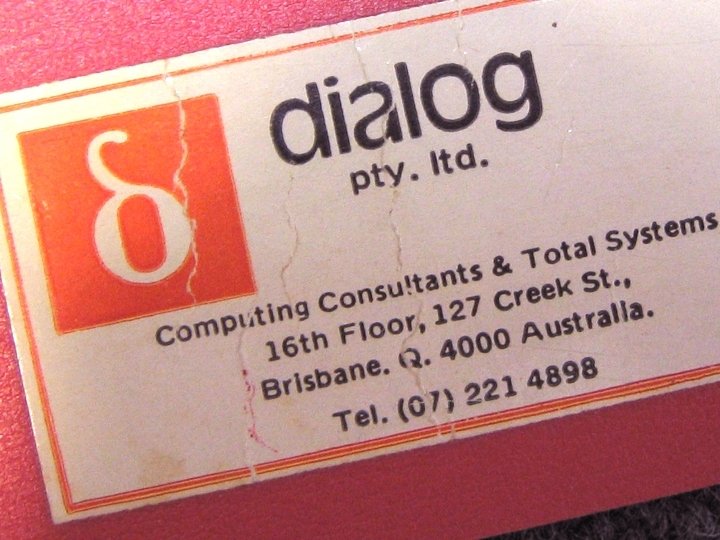 δ
dialog
pty. ltd.
Computing Consultants & Total Systems
16th Floor, 127 Creek St.,
Brisbane. Q. 4000 Australia.
Tel. (07) 221 4898